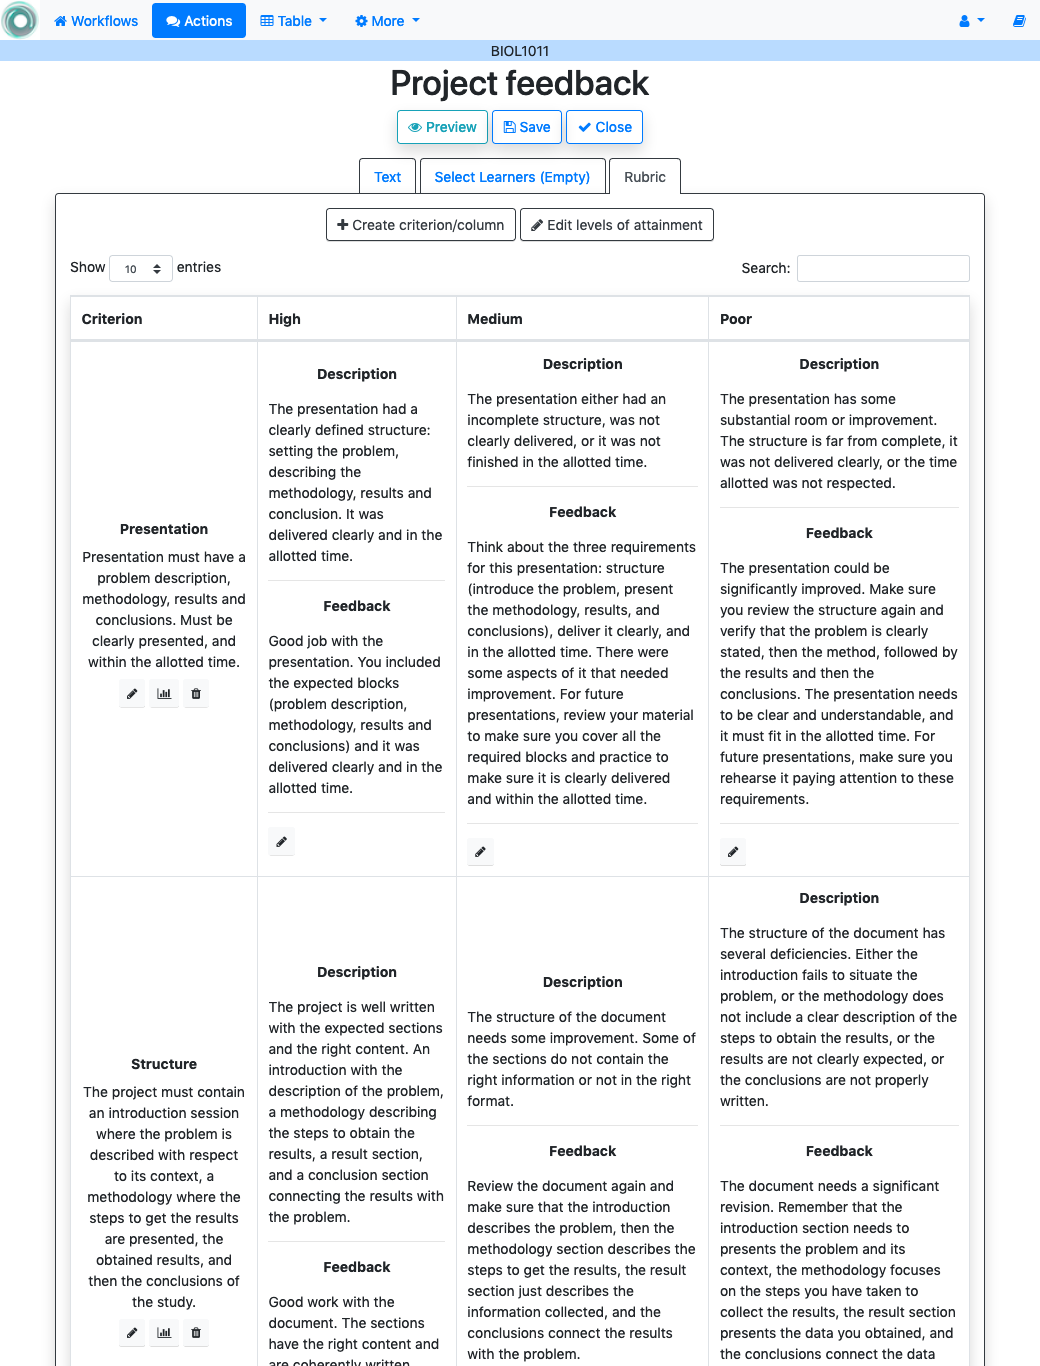 Workflows Actions Table More
BIOL1011
Project feedback
Preview Save Close
Text Select Learners (Empty) Rubric
Create criterion/column Edit levels of attainment
Show 10 entries Search:
Criterion High Medium Poor
Presentation
Presentation must have a
problem description,
methodology, results and
conclusions. Must be
clearly presented, and
within the allotted time.
Description
The presentation had a
clearly defined structure:
setting the problem,
describing the
methodology, results and
conclusion. It was
delivered clearly and in the
allotted time.
Feedback
Good job with the
presentation. You included
the expected blocks
(problem description,
methodology, results and
conclusions) and it was
delivered clearly and in the
allotted time.
Description
The presentation either had an
incomplete structure, was not
clearly delivered, or it was not
finished in the allotted time.
Feedback
Think about the three requirements
for this presentation: structure
(introduce the problem, present
the methodology, results, and
conclusions), deliver it clearly, and
in the allotted time. There were
some aspects of it that needed
improvement. For future
presentations, review your material
to make sure you cover all the
required blocks and practice to
make sure it is clearly delivered
and within the allotted time.
Description
The presentation has some
substantial room or improvement.
The structure is far from complete, it
was not delivered clearly, or the time
allotted was not respected.
Feedback
The presentation could be
significantly improved. Make sure
you review the structure again and
verify that the problem is clearly
stated, then the method, followed by
the results and then the
conclusions. The presentation needs
to be clear and understandable, and
it must fit in the allotted time. For
future presentations, make sure you
rehearse it paying attention to these
requirements.
Structure
The project must contain
an introduction session
where the problem is
described with respect
to its context, a
methodology where the
steps to get the results
are presented, the
obtained results, and
then the conclusions of
the study.
Description
The project is well written
with the expected sections
and the right content. An
introduction with the
description of the problem,
a methodology describing
the steps to obtain the
results, a result section,
and a conclusion section
connecting the results with
the problem.
Feedback
Good work with the
document. The sections
have the right content and
are coherently written.
Description
The structure of the document
needs some improvement. Some of
the sections do not contain the
right information or not in the right
format.
Feedback
Review the document again and
make sure that the introduction
describes the problem, then the
methodology section describes the
steps to get the results, the result
section just describes the
information collected, and the
conclusions connect the results
with the problem.
Description
The structure of the document has
several deficiencies. Either the
introduction fails to situate the
problem, or the methodology does
not include a clear description of the
steps to obtain the results, or the
results are not clearly expected, or
the conclusions are not properly
written.
Feedback
The document needs a significant
revision. Remember that the
introduction section needs to
presents the problem and its
context, the methodology focuses
on the steps you have taken to
collect the results, the result section
presents the data you obtained, and
the conclusions connect the data